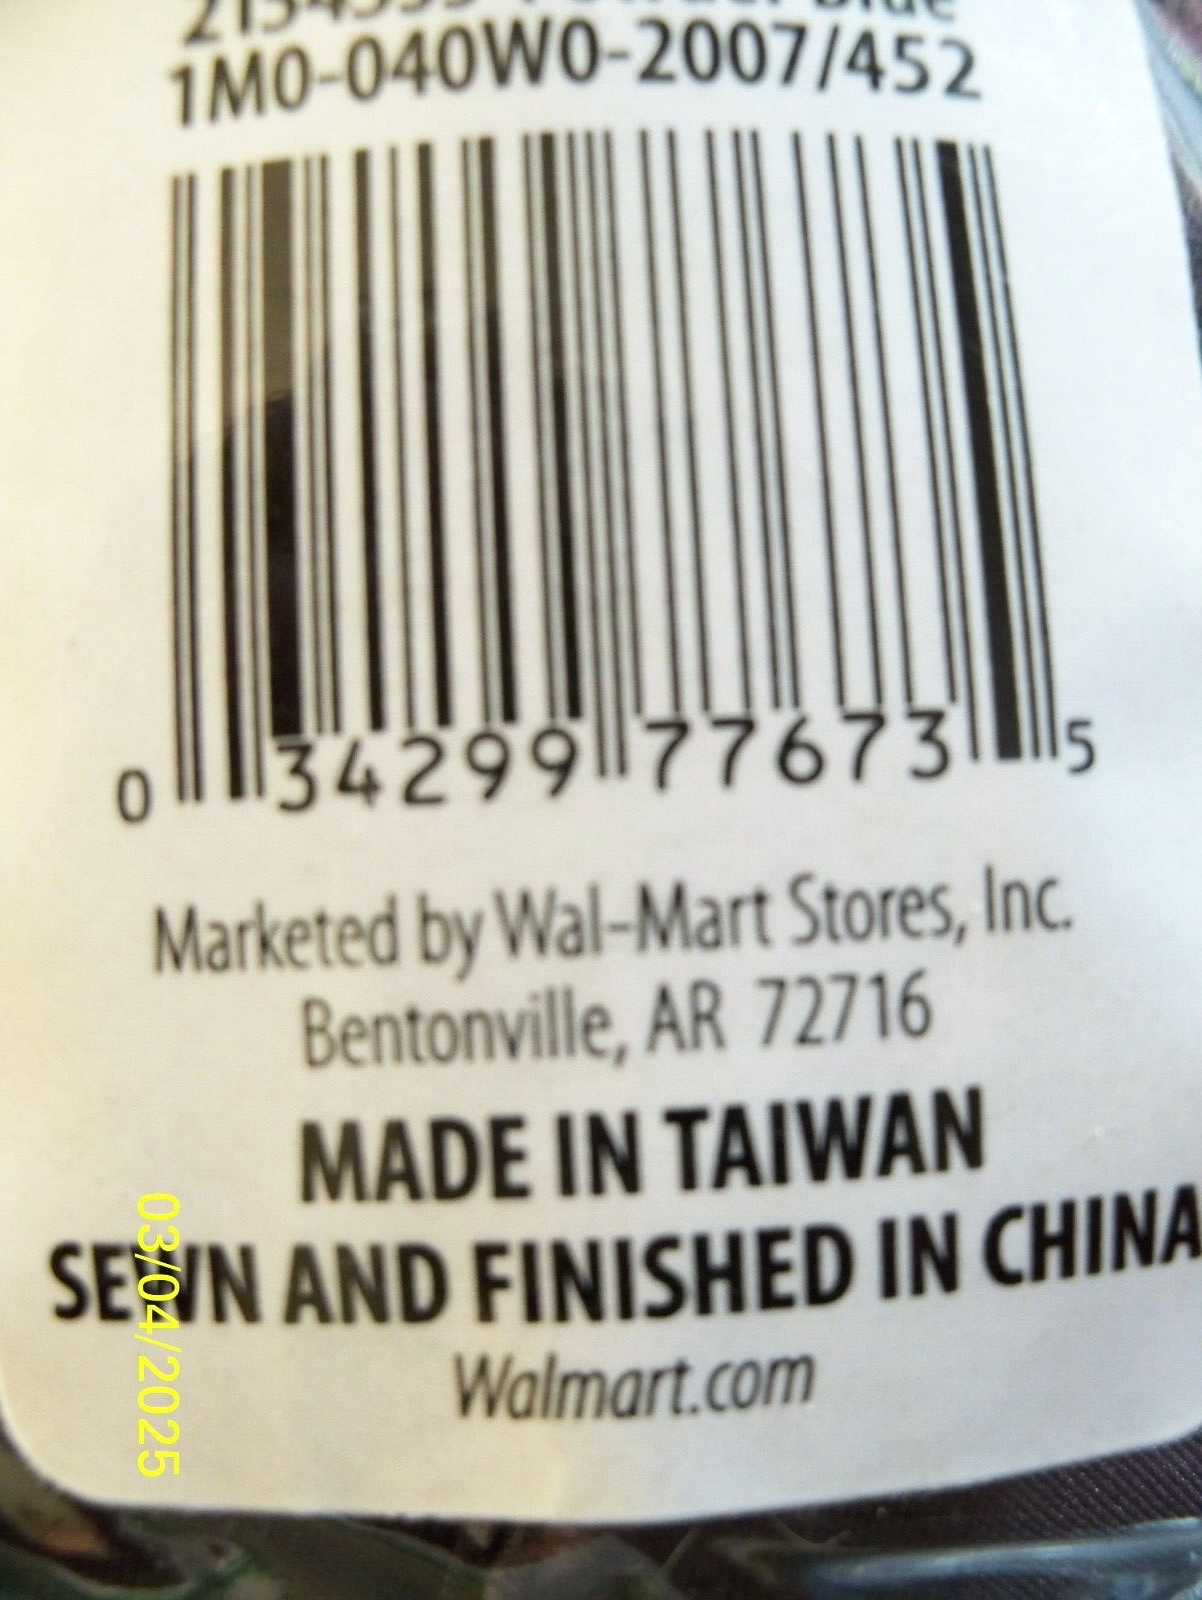 Blue
1M0-040W0-2007/452
0 34299 77673 5
Marketed by Wal-Mart Stores, Inc.
Bentonville, AR 72716
MADE IN TAIWAN
SEWN AND FINISHED IN CHINA
Walmart.com
03/04/2025